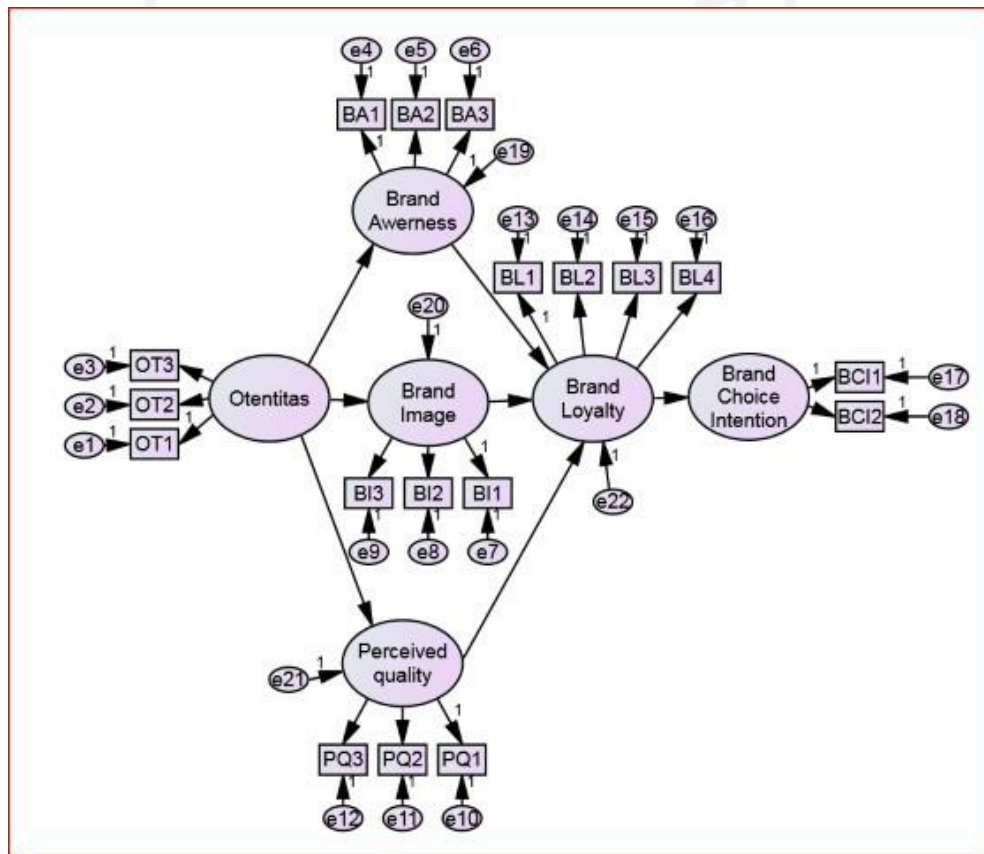 e4 e5 e6
1 1 1
BA1 BA2 BA3
1
e19
1
Brand
Awerness
e13 e14 e15 e16
1 1 1 1
BL1 BL2 BL3 BL4
1
e20
1
e3 1 OT3
e2 1 OT2
e1 1 OT1
1
Otentitas
Brand
Image
Brand
Loyalty
Brand
Choice
Intention
1 BCI1 1 e17
BCI2 1 e18
1
BI3 BI2 BI1
1 1 1
e9 e8 e7
1
e22
Perceived
quality
e21 1
1
PQ3 PQ2 PQ1
1 1 1
e12 e11 e10